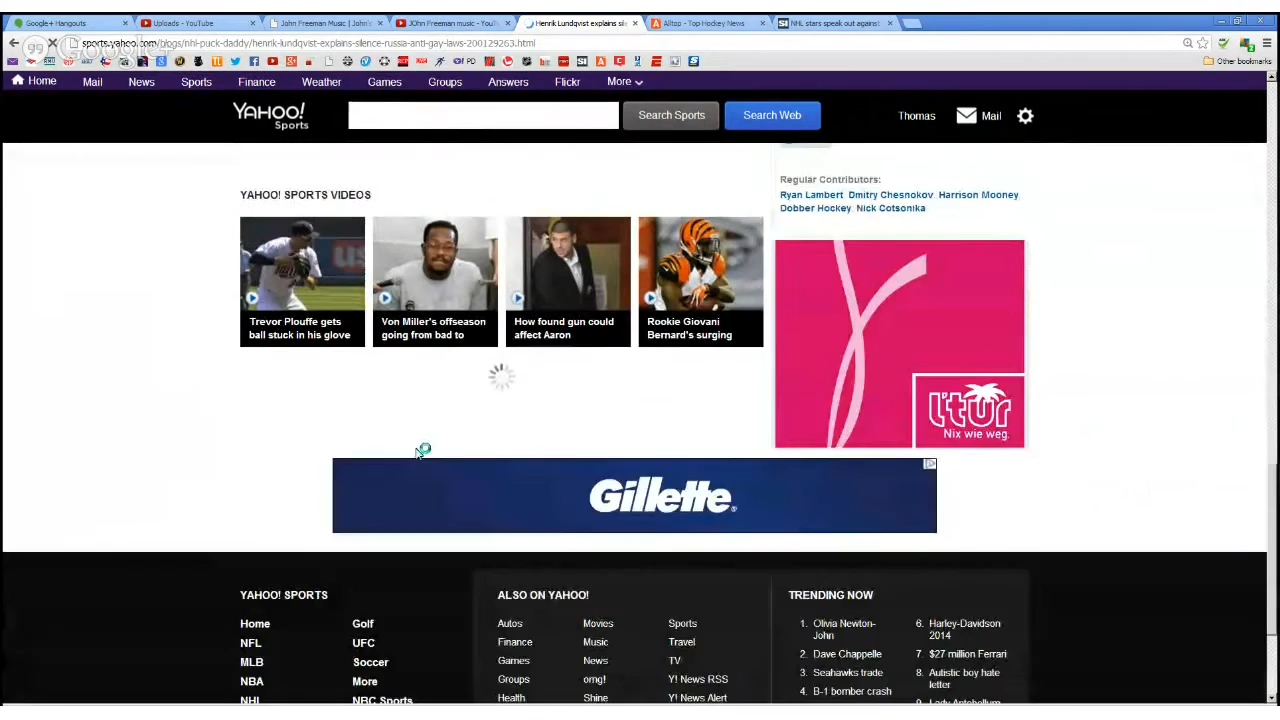 Google+ Hangouts
Uploads - YouTube
John Freeman Music | John's
JOhn Freeman music - YouTu
Henrik Lundqvist explains sile
Alltop - Top Hockey News
NHL stars speak out against
sports.yahoo.com/blogs/nhl-puck-daddy/henrik-lundqvist-explains-silence-russia-anti-gay-laws-200129263.html
Other bookmarks
Home Mail News Sports Finance Weather Games Groups Answers Flickr More
YAHOO!
Sports
Search Sports
Search Web
Thomas
Mail
Regular Contributors:
Ryan Lambert Dmitry Chesnokov Harrison Mooney
Dobber Hockey Nick Cotsonika
YAHOO! SPORTS VIDEOS
Trevor Plouffe gets
ball stuck in his glove
Von Miller's offseason
going from bad to
How found gun could
affect Aaron
Rookie Giovani
Bernard's surging
l'tur
Nix wie weg.
Gillette
YAHOO! SPORTS
Home
NFL
MLB
NBA
NHL
Golf
UFC
Soccer
More
NBC Sports
ALSO ON YAHOO!
Autos
Finance
Games
Groups
Health
Movies
Music
News
omg!
Shine
Sports
Travel
TV
Y! News RSS
Y! News Alert
TRENDING NOW
1. Olivia Newton-
John
2. Dave Chappelle
3. Seahawks trade
4. B-1 bomber crash
6. Harley-Davidson
2014
7. $27 million Ferrari
8. Autistic boy hate
letter
9. Lady Antebellum